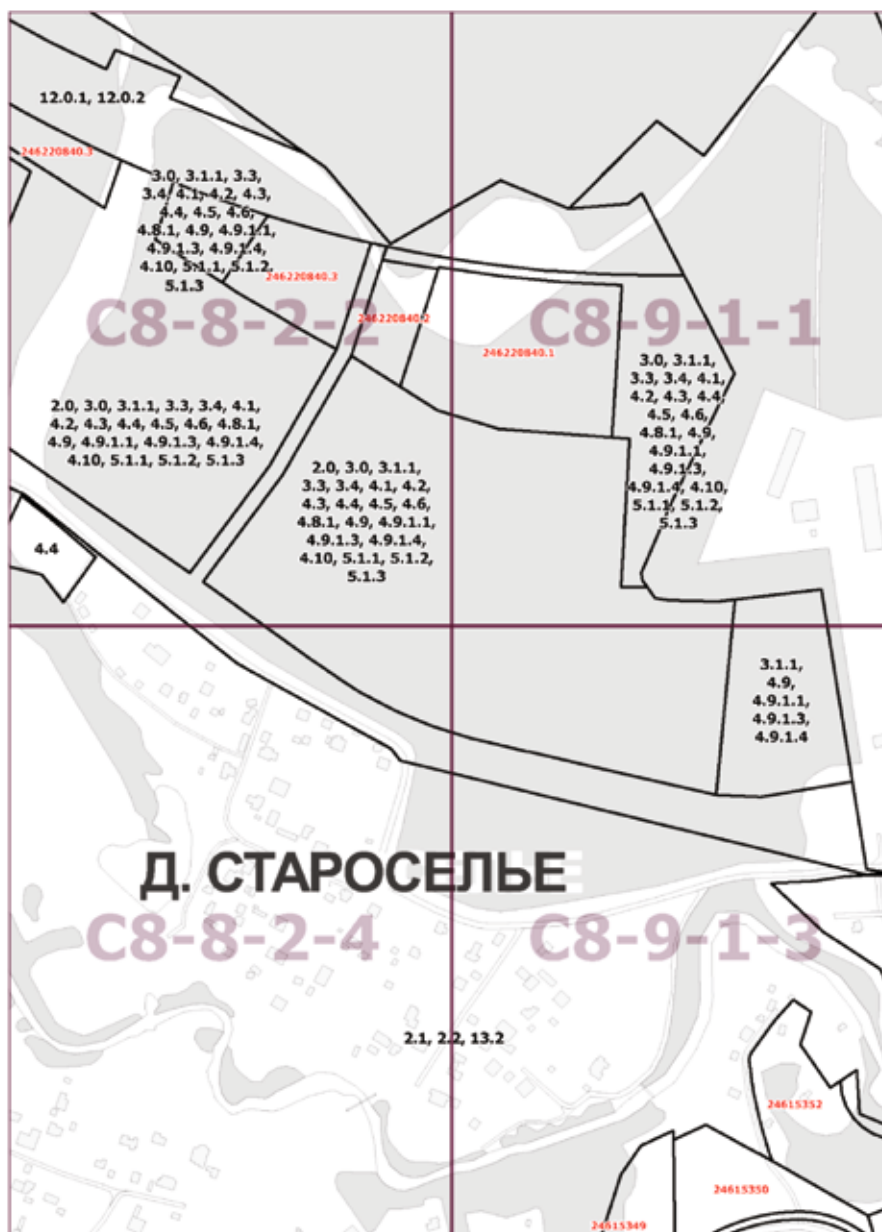 12.0.1, 12.0.2
246220840.3
3.0, 3.1.1, 3.3,
3.4, 4.1, 4.2, 4.3,
4.4, 4.5, 4.6,
4.8.1, 4.9, 4.9.1.1,
4.9.1.3, 4.9.1.4,
4.10, 5.1.1, 5.1.2,
5.1.3
246220840.3
246220840.2
246220840.1
С8-8-2-2
С8-9-1-1
3.0, 3.1.1,
3.3, 3.4, 4.1,
4.2, 4.3, 4.4,
4.5, 4.6,
4.8.1, 4.9,
4.9.1.1,
4.9.1.3,
4.9.1.4, 4.10,
5.1.1, 5.1.2,
5.1.3
2.0, 3.0, 3.1.1, 3.3, 3.4, 4.1,
4.2, 4.3, 4.4, 4.5, 4.6, 4.8.1,
4.9, 4.9.1.1, 4.9.1.3, 4.9.1.4,
4.10, 5.1.1, 5.1.2, 5.1.3
2.0, 3.0, 3.1.1,
3.3, 3.4, 4.1, 4.2,
4.3, 4.4, 4.5, 4.6,
4.8.1, 4.9, 4.9.1.1,
4.9.1.3, 4.9.1.4,
4.10, 5.1.1, 5.1.2,
5.1.3
4.4
3.1.1,
4.9,
4.9.1.1,
4.9.1.3,
4.9.1.4
Д. СТАРОСЕЛЬЕ
С8-8-2-4
С8-9-1-3
2.1, 2.2, 13.2
24615352
24615350
24615349